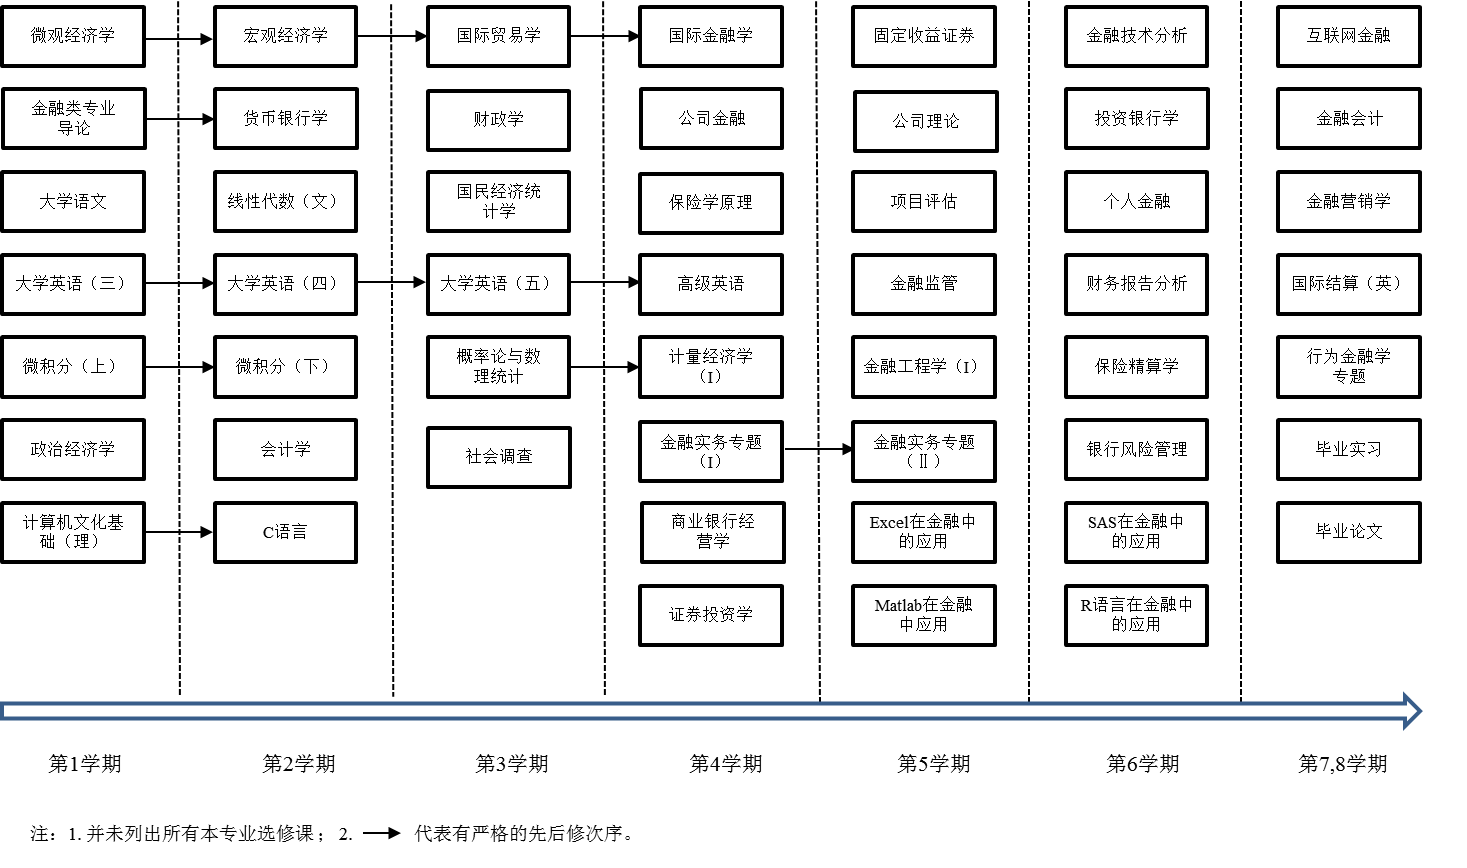 微观经济学
宏观经济学
国际贸易学
国际金融学
固定收益证券
金融技术分析
互联网金融
金融类专业
导论
货币银行学
财政学
公司金融
公司理论
投资银行学
金融会计
大学语文
线性代数（文）
国民经济统
计学
保险学原理
项目评估
个人金融
金融营销学
大学英语（三）
大学英语（四）
大学英语（五）
高级英语
金融监管
财务报告分析
国际结算（英）
微积分（上）
微积分（下）
概率论与数
理统计
计量经济学
（I）
金融工程学（I）
保险精算学
行为金融学
专题
政治经济学
会计学
社会调查
金融实务专题
（I）
金融实务专题
（Ⅱ）
银行风险管理
毕业实习
计算机文化基
础（理）
C语言
商业银行经
营学
Excel在金融中
的应用
SAS在金融中
的应用
毕业论文
证券投资学
Matlab在金融
中应用
R语言在金融中
的应用
第1学期
第2学期
第3学期
第4学期
第5学期
第6学期
第7,8学期
注：1. 并未列出所有本专业选修课； 2. 代表有严格的先后修次序。